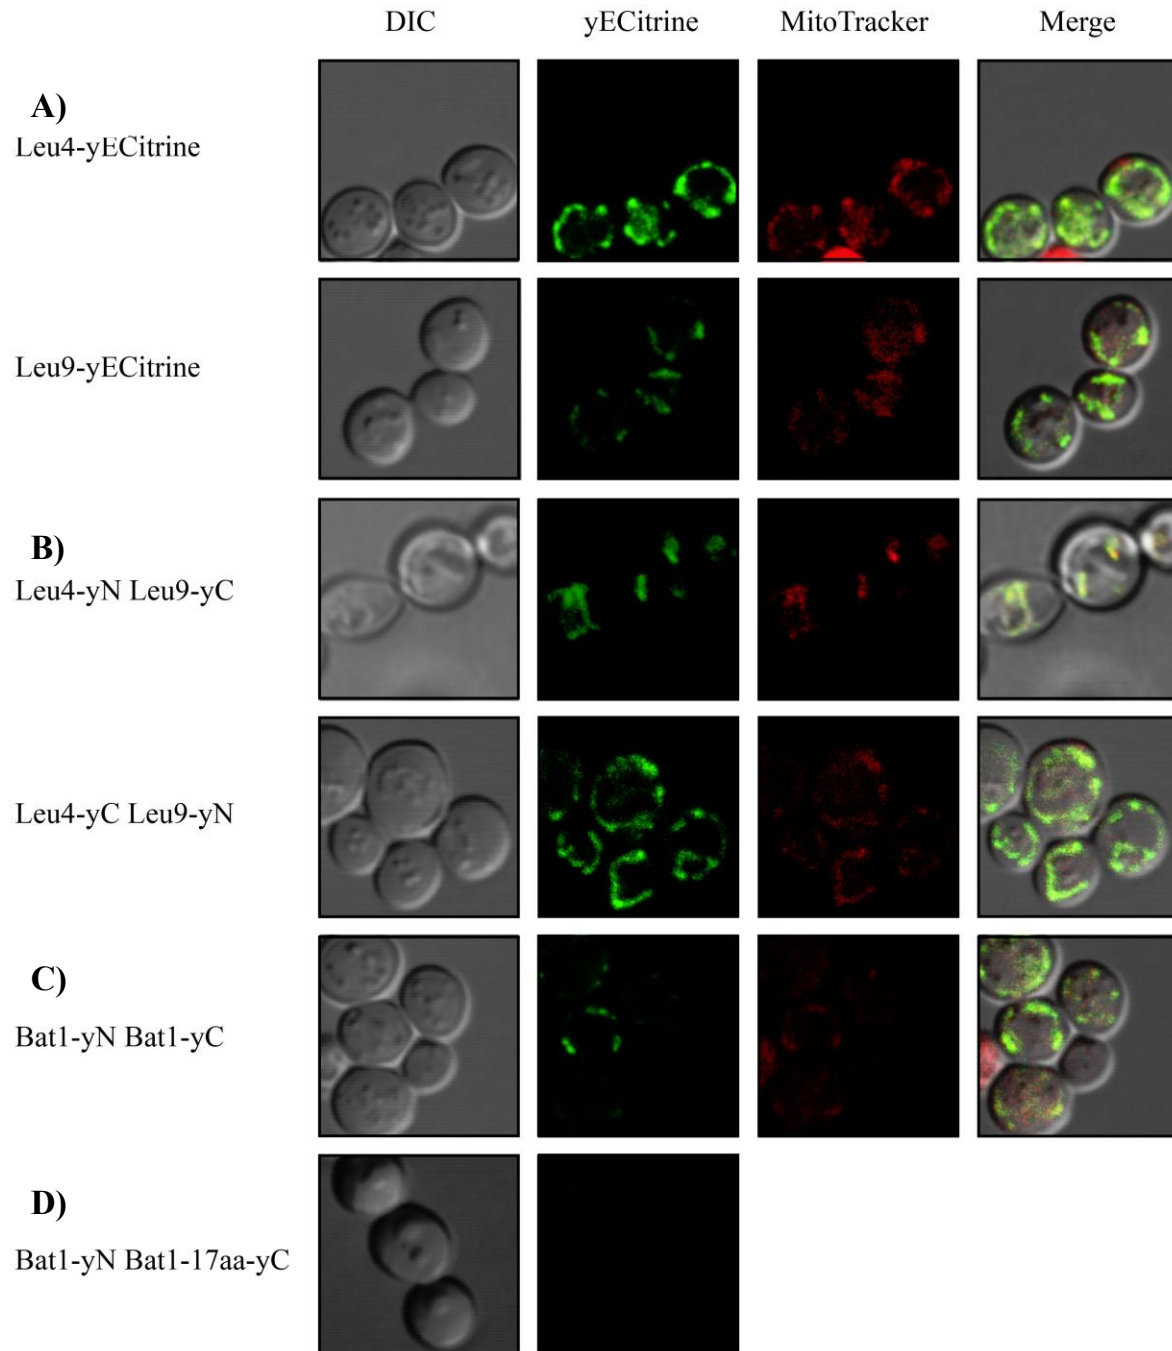 DIC yECitrine MitoTracker Merge
A)
Leu4-yECitrine
Leu9-yECitrine
B)
Leu4-yN Leu9-yC
Leu4-yC Leu9-yN
C)
Bat1-yN Bat1-yC
D)
Bat1-yN Bat1-17aa-yC